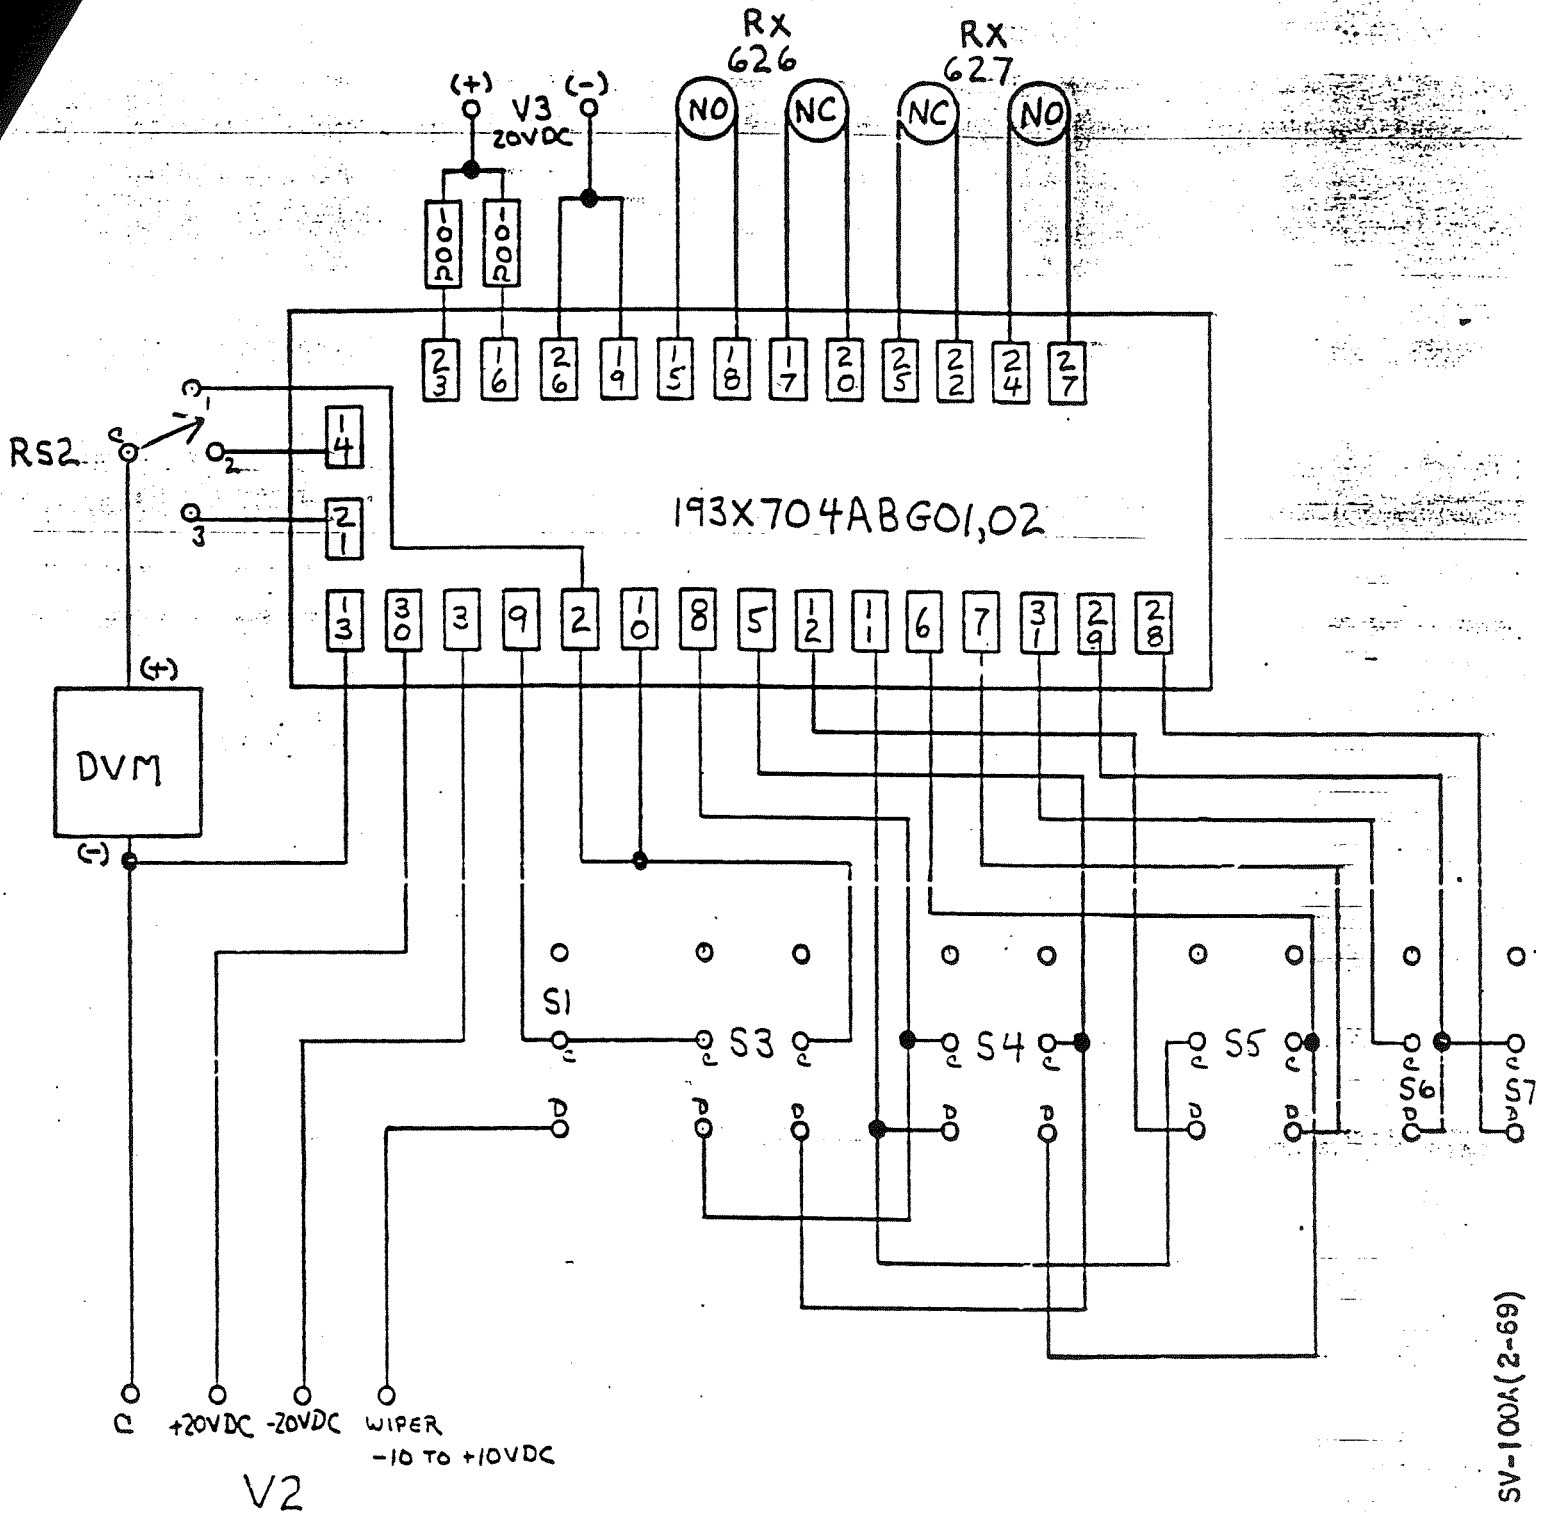 RX
626
RX
627
(+)
V3
(-)
20VDC
NO
NC
NC
NO
100Ω
100Ω
23
16
26
19
15
18
17
20
25
22
24
27
1
RS2
C
2
3
14
21
193X704ABG01,02
13
30
3
9
2
10
8
5
12
11
6
7
31
29
28
(+)
DVM
(-)
S1
C
S3
C
C
S4
C
C
S5
C
C
S6
C
S7
C
D
D
D
D
D
D
D
D
D
C
+20VDC
-20VDC
WIPER
-10 TO +10VDC
V2
SV-100A(2-69)